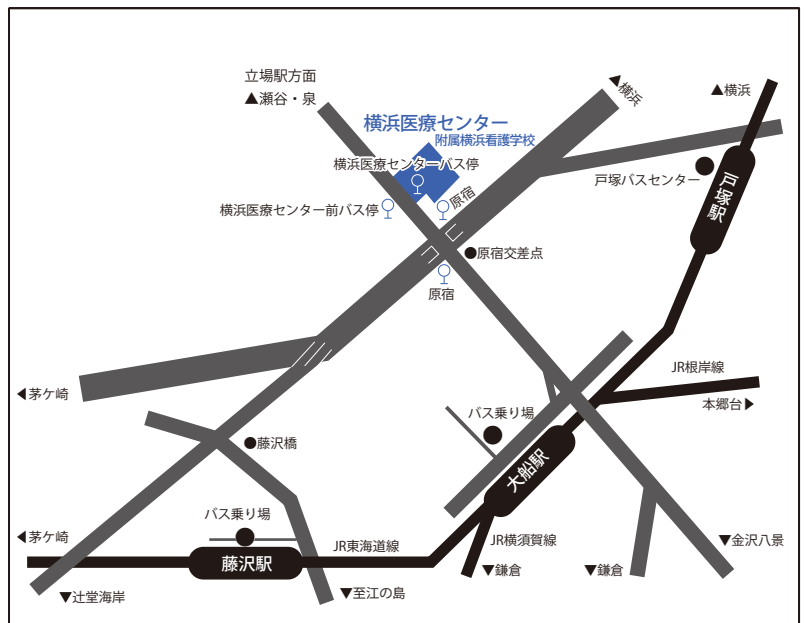 立場駅方面
▲瀬谷・泉
▲横浜
▲横浜
横浜医療センター
附属横浜看護学校
横浜医療センターバス停
戸塚バスセンター
戸塚駅
原宿
横浜医療センター前バス停
●原宿交差点
原宿
JR根岸線
◀茅ケ崎
本郷台▶
バス乗り場
●藤沢橋
大船駅
バス乗り場
◀茅ケ崎
JR東海道線
JR横須賀線
▼金沢八景
藤沢駅
▼鎌倉
▼鎌倉
▼辻堂海岸
▼至江の島